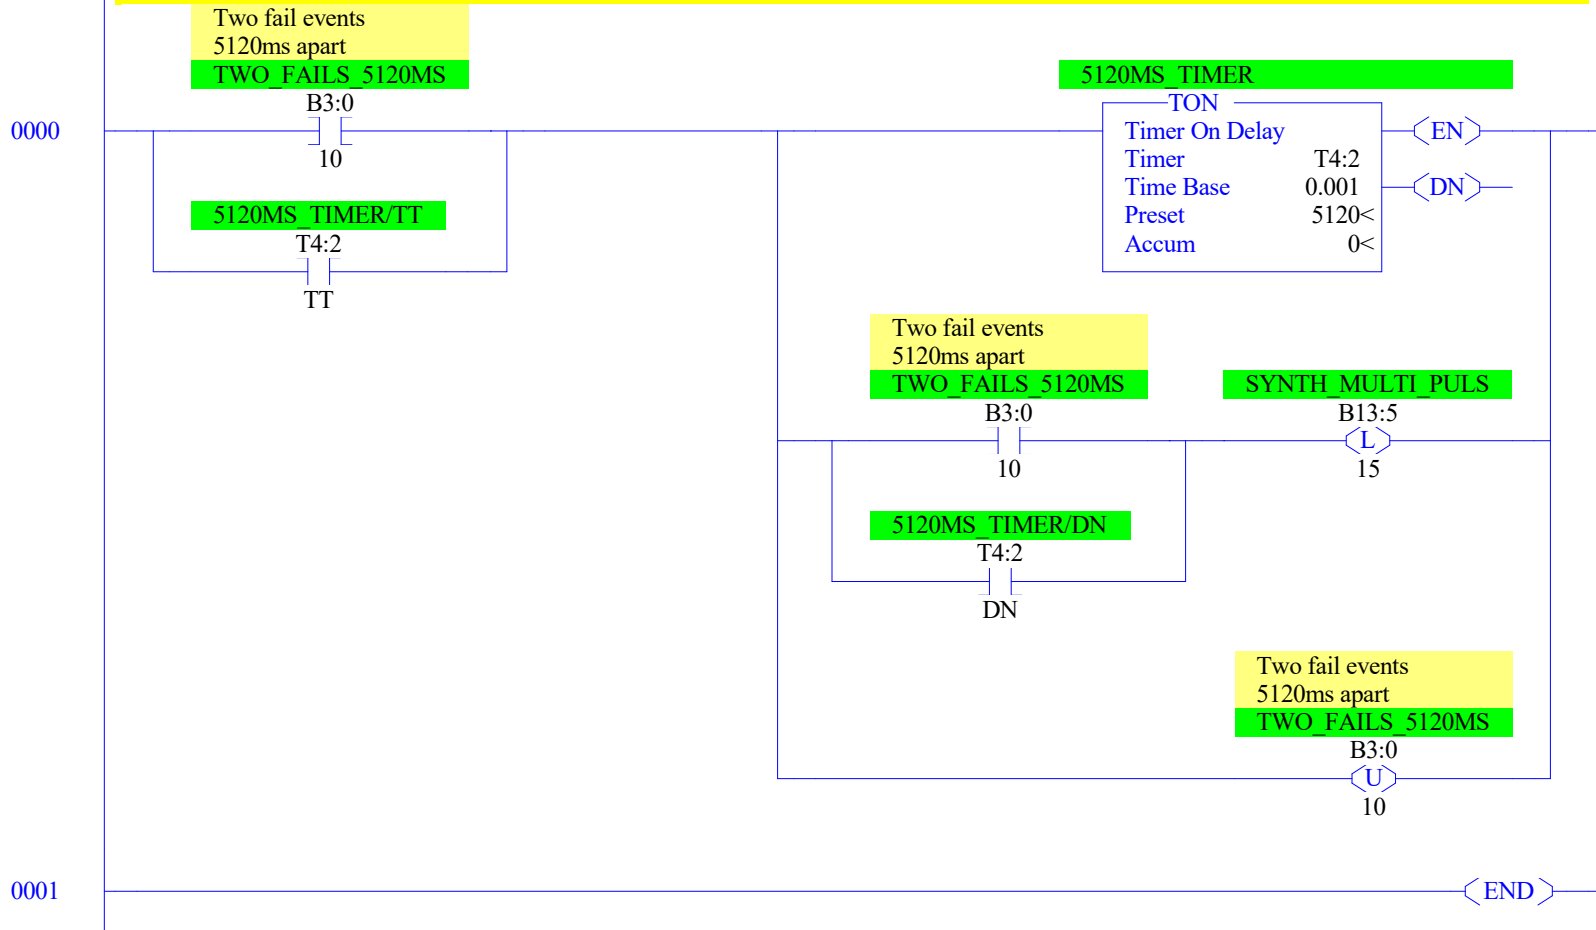 Two fail events
5120ms apart
TWO_FAILS_5120MS
B3:0
0000
10
5120MS_TIMER/TT
T4:2
TT
5120MS_TIMER
TON
Timer On Delay
Timer T4:2
Time Base 0.001
Preset 5120<
Accum 0<
EN
DN
Two fail events
5120ms apart
TWO_FAILS_5120MS
B3:0
10
SYNTH_MULTI_PULS
B13:5
L
15
5120MS_TIMER/DN
T4:2
DN
Two fail events
5120ms apart
TWO_FAILS_5120MS
B3:0
U
10
0001
END